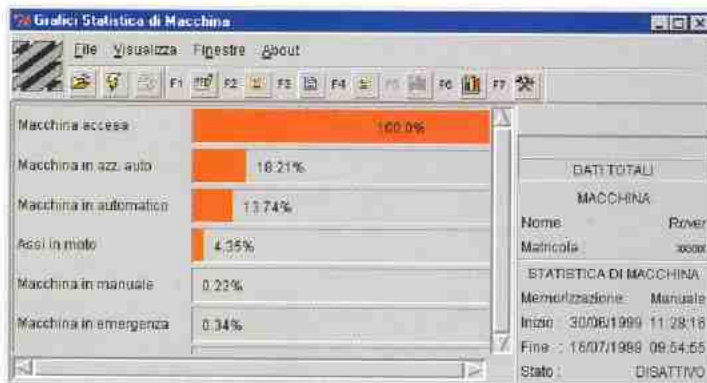 Grafici Statistica di Macchina
File Visualizza Finestre About
F1 F2 F3 F4 F5 F6 F7
Macchina accesa 100.0%
Macchina in azz. auto 18.21%
Macchina in automatico 13.74%
Assi in moto 4.35%
Macchina in manuale 0.22%
Macchina in emergenza 0.34%
DATI TOTALI
MACCHINA
Nome Rover
Matricola : xxxxx
STATISTICA DI MACCHINA
Memorizzazione: Manuale
Inizio : 30/06/1999 11:28:16
Fine : 16/07/1999 09:54:55
Stato : DISATTIVO